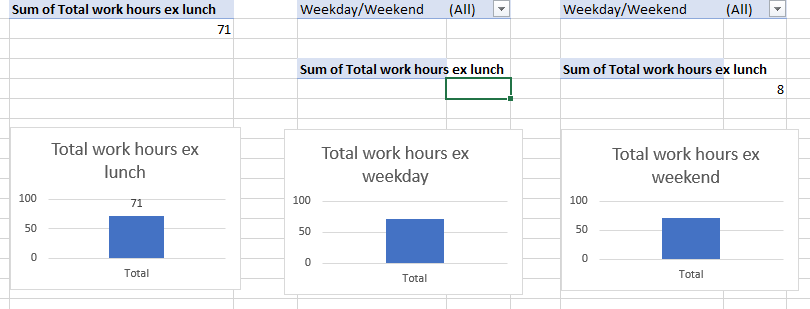 Sum of Total work hours ex lunch
71
Weekday/Weekend (All)
Sum of Total work hours ex lunch
Weekday/Weekend (All)
Sum of Total work hours ex lunch
8
Total work hours ex
lunch
100
71
50
0
Total
Total work hours ex
weekday
100
50
0
Total
Total work hours ex
weekend
100
50
0
Total